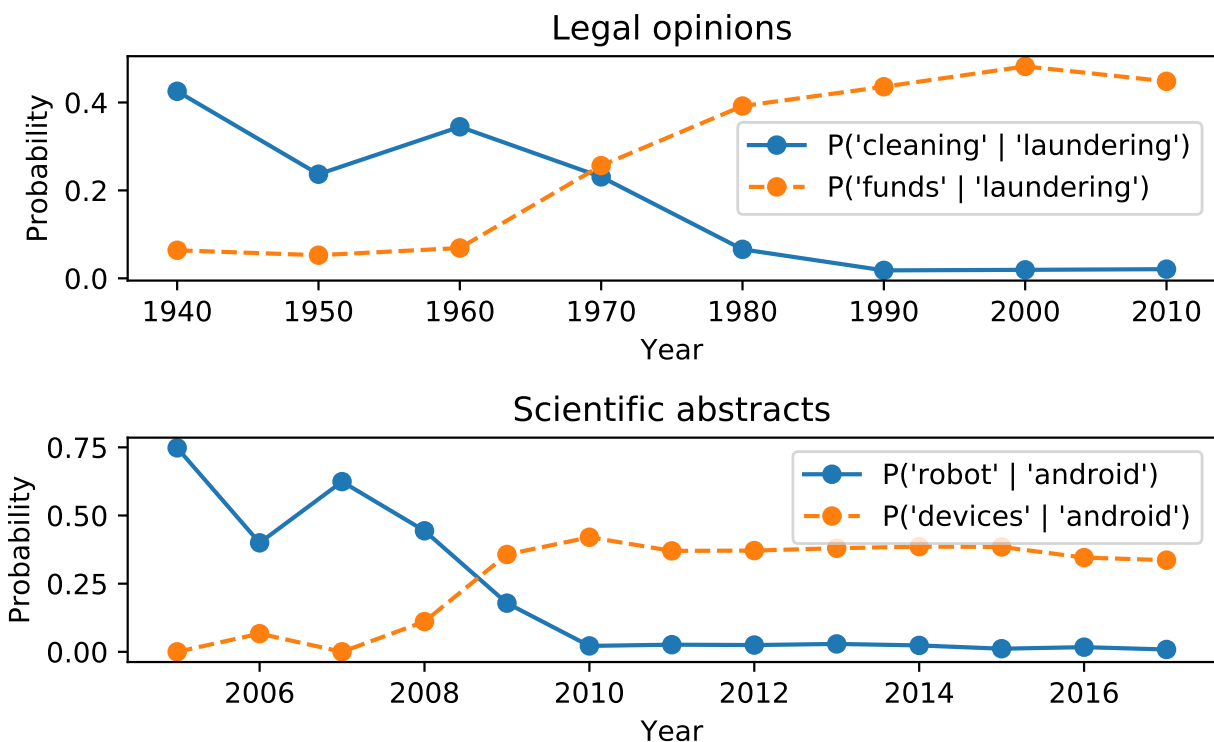 Legal opinions
Probability
0.4
0.2
0.0
P('cleaning' | 'laundering')
P('funds' | 'laundering')
1940 1950 1960 1970 1980 1990 2000 2010
Year
Scientific abstracts
Probability
0.75
0.50
0.25
0.00
P('robot' | 'android')
P('devices' | 'android')
2006 2008 2010 2012 2014 2016
Year